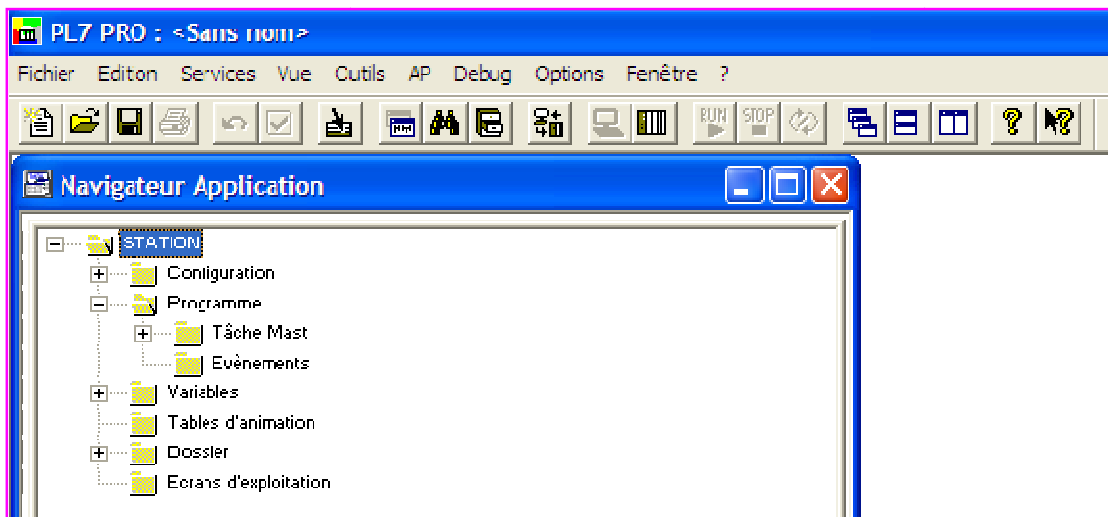 PL7 PRO : <Sans nom>
Fichier Editon Services Vue Outils AP Debug Options Fenêtre ?
RUN STOP
Navigateur Application
STATION
Configuration
Programme
Tâche Mast
Evènements
Variables
Tables d'animation
Dossier
Ecrans d'exploitation